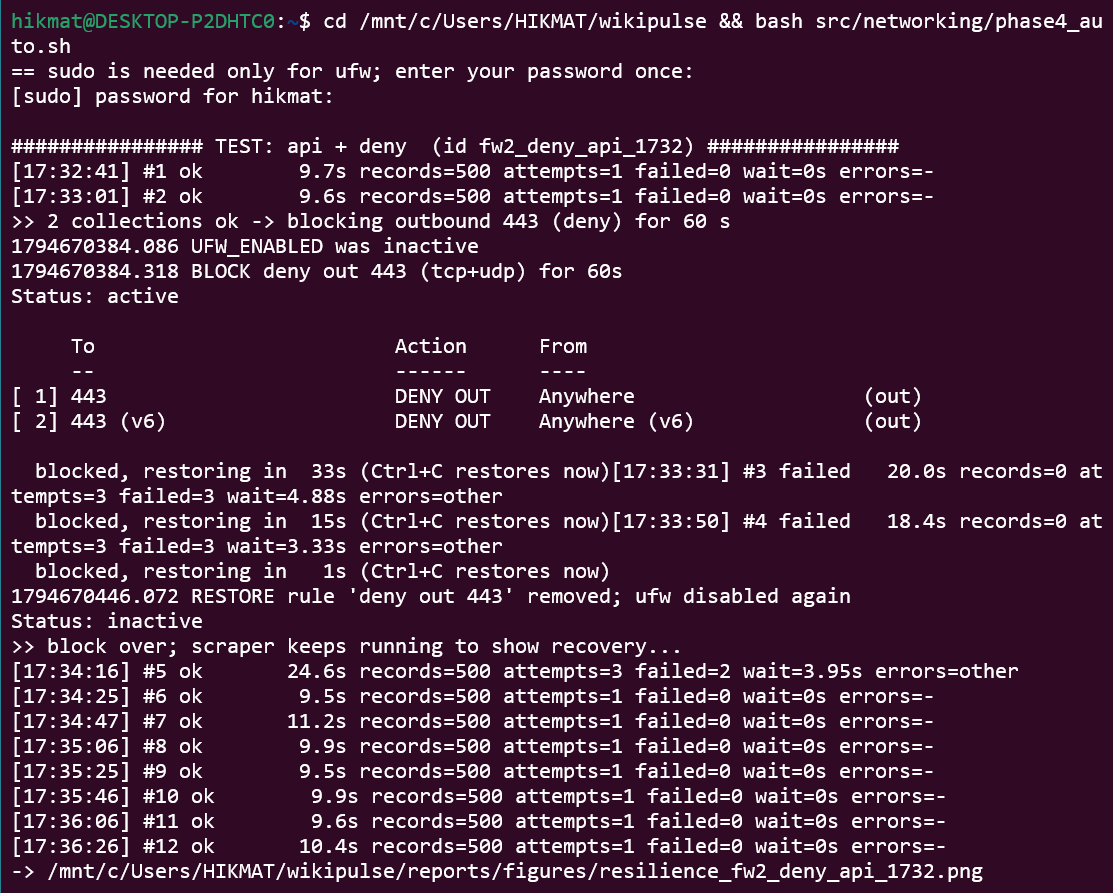 hikmat@DESKTOP-P2DHTC0:~$ cd /mnt/c/Users/HIKMAT/wikipulse && bash src/networking/phase4_au
to.sh
== sudo is needed only for ufw; enter your password once:
[sudo] password for hikmat:
################ TEST: api + deny  (id fw2_deny_api_1732) ################
[17:32:41] #1 ok        9.7s records=500 attempts=1 failed=0 wait=0s errors=-
[17:33:01] #2 ok        9.6s records=500 attempts=1 failed=0 wait=0s errors=-
>> 2 collections ok -> blocking outbound 443 (deny) for 60 s
1794670384.086 UFW_ENABLED was inactive
1794670384.318 BLOCK deny out 443 (tcp+udp) for 60s
Status: active
     To                         Action      From
     --                         ------      ----
[ 1] 443                        DENY OUT    Anywhere                   (out)
[ 2] 443 (v6)                   DENY OUT    Anywhere (v6)              (out)
  blocked, restoring in  33s (Ctrl+C restores now)[17:33:31] #3 failed   20.0s records=0 at
tempts=3 failed=3 wait=4.88s errors=other
  blocked, restoring in  15s (Ctrl+C restores now)[17:33:50] #4 failed   18.4s records=0 at
tempts=3 failed=3 wait=3.33s errors=other
  blocked, restoring in   1s (Ctrl+C restores now)
1794670446.072 RESTORE rule 'deny out 443' removed; ufw disabled again
Status: inactive
>> block over; scraper keeps running to show recovery...
[17:34:16] #5 ok       24.6s records=500 attempts=3 failed=2 wait=3.95s errors=other
[17:34:25] #6 ok        9.5s records=500 attempts=1 failed=0 wait=0s errors=-
[17:34:47] #7 ok       11.2s records=500 attempts=1 failed=0 wait=0s errors=-
[17:35:06] #8 ok        9.9s records=500 attempts=1 failed=0 wait=0s errors=-
[17:35:25] #9 ok        9.5s records=500 attempts=1 failed=0 wait=0s errors=-
[17:35:46] #10 ok        9.9s records=500 attempts=1 failed=0 wait=0s errors=-
[17:36:06] #11 ok        9.6s records=500 attempts=1 failed=0 wait=0s errors=-
[17:36:26] #12 ok       10.4s records=500 attempts=1 failed=0 wait=0s errors=-
-> /mnt/c/Users/HIKMAT/wikipulse/reports/figures/resilience_fw2_deny_api_1732.png